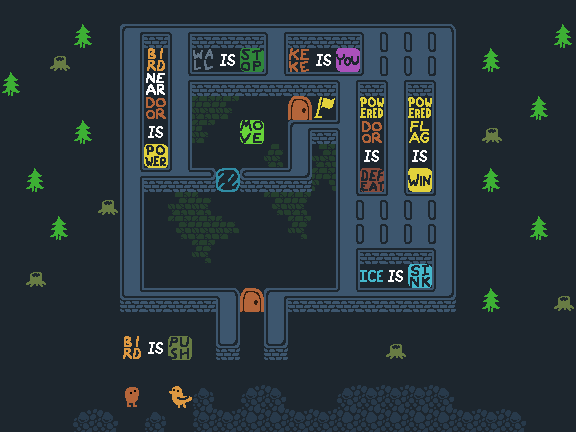 BIRD NEAR DOOR IS POWER
WALL IS STOP
KEKE IS YOU
MOVE
POWERED DOOR IS DEFEAT
POWERED FLAG IS WIN
ICE IS SINK
BIRD IS PUSH